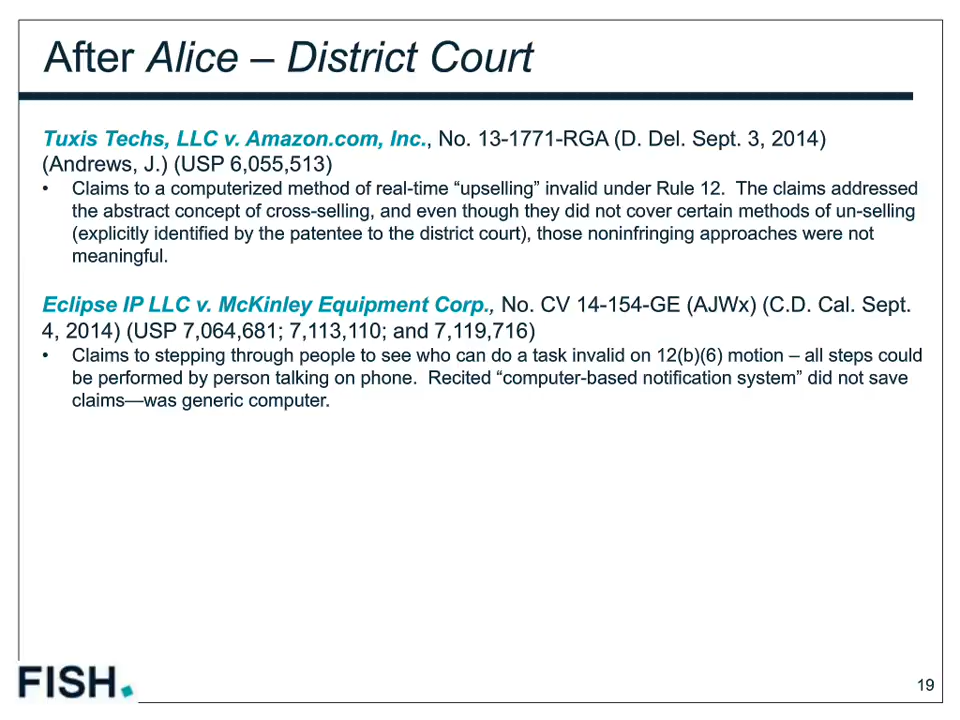 After Alice – District Court
Tuxis Techs, LLC v. Amazon.com, Inc., No. 13-1771-RGA (D. Del. Sept. 3, 2014)
(Andrews, J.) (USP 6,055,513)
• Claims to a computerized method of real-time “upselling” invalid under Rule 12. The claims addressed
the abstract concept of cross-selling, and even though they did not cover certain methods of un-selling
(explicitly identified by the patentee to the district court), those noninfringing approaches were not
meaningful.
Eclipse IP LLC v. McKinley Equipment Corp., No. CV 14-154-GE (AJWx) (C.D. Cal. Sept.
4, 2014) (USP 7,064,681; 7,113,110; and 7,119,716)
• Claims to stepping through people to see who can do a task invalid on 12(b)(6) motion – all steps could
be performed by person talking on phone. Recited “computer-based notification system” did not save
claims—was generic computer.
FISH.
19